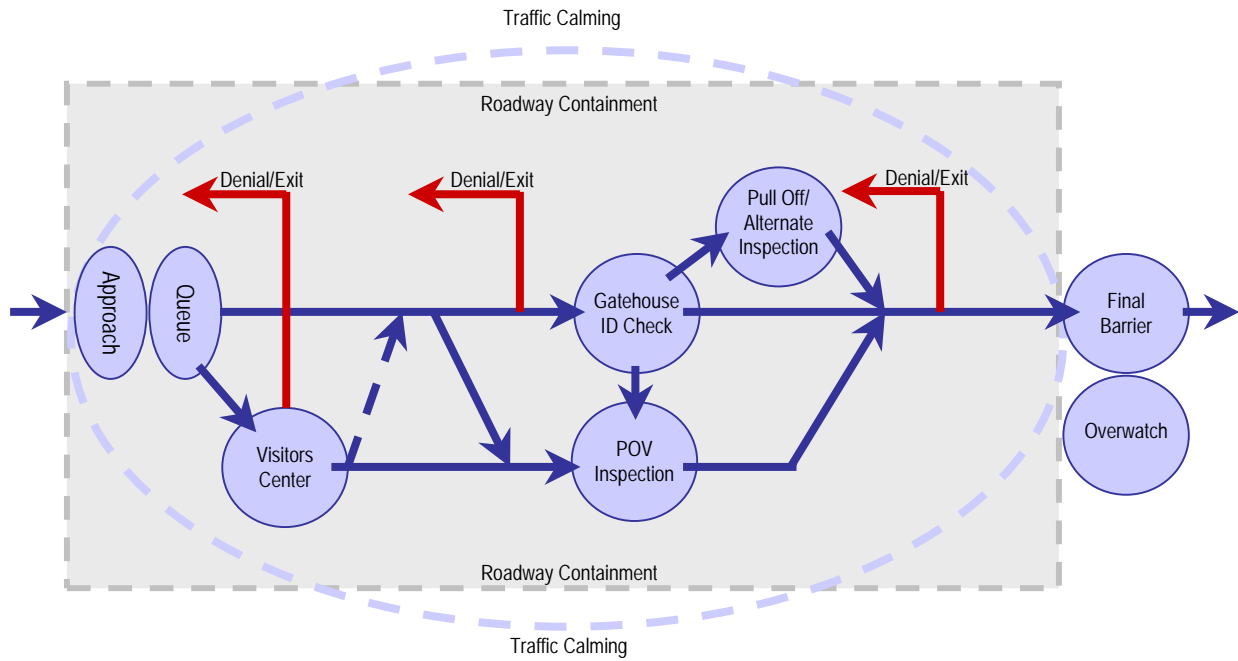 Traffic Calming
Roadway Containment
Denial/Exit
Denial/Exit
Denial/Exit
Pull Off/
Alternate
Inspection
Approach
Queue
Gatehouse
ID Check
Final
Barrier
Visitors
Center
POV
Inspection
Overwatch
Roadway Containment
Traffic Calming